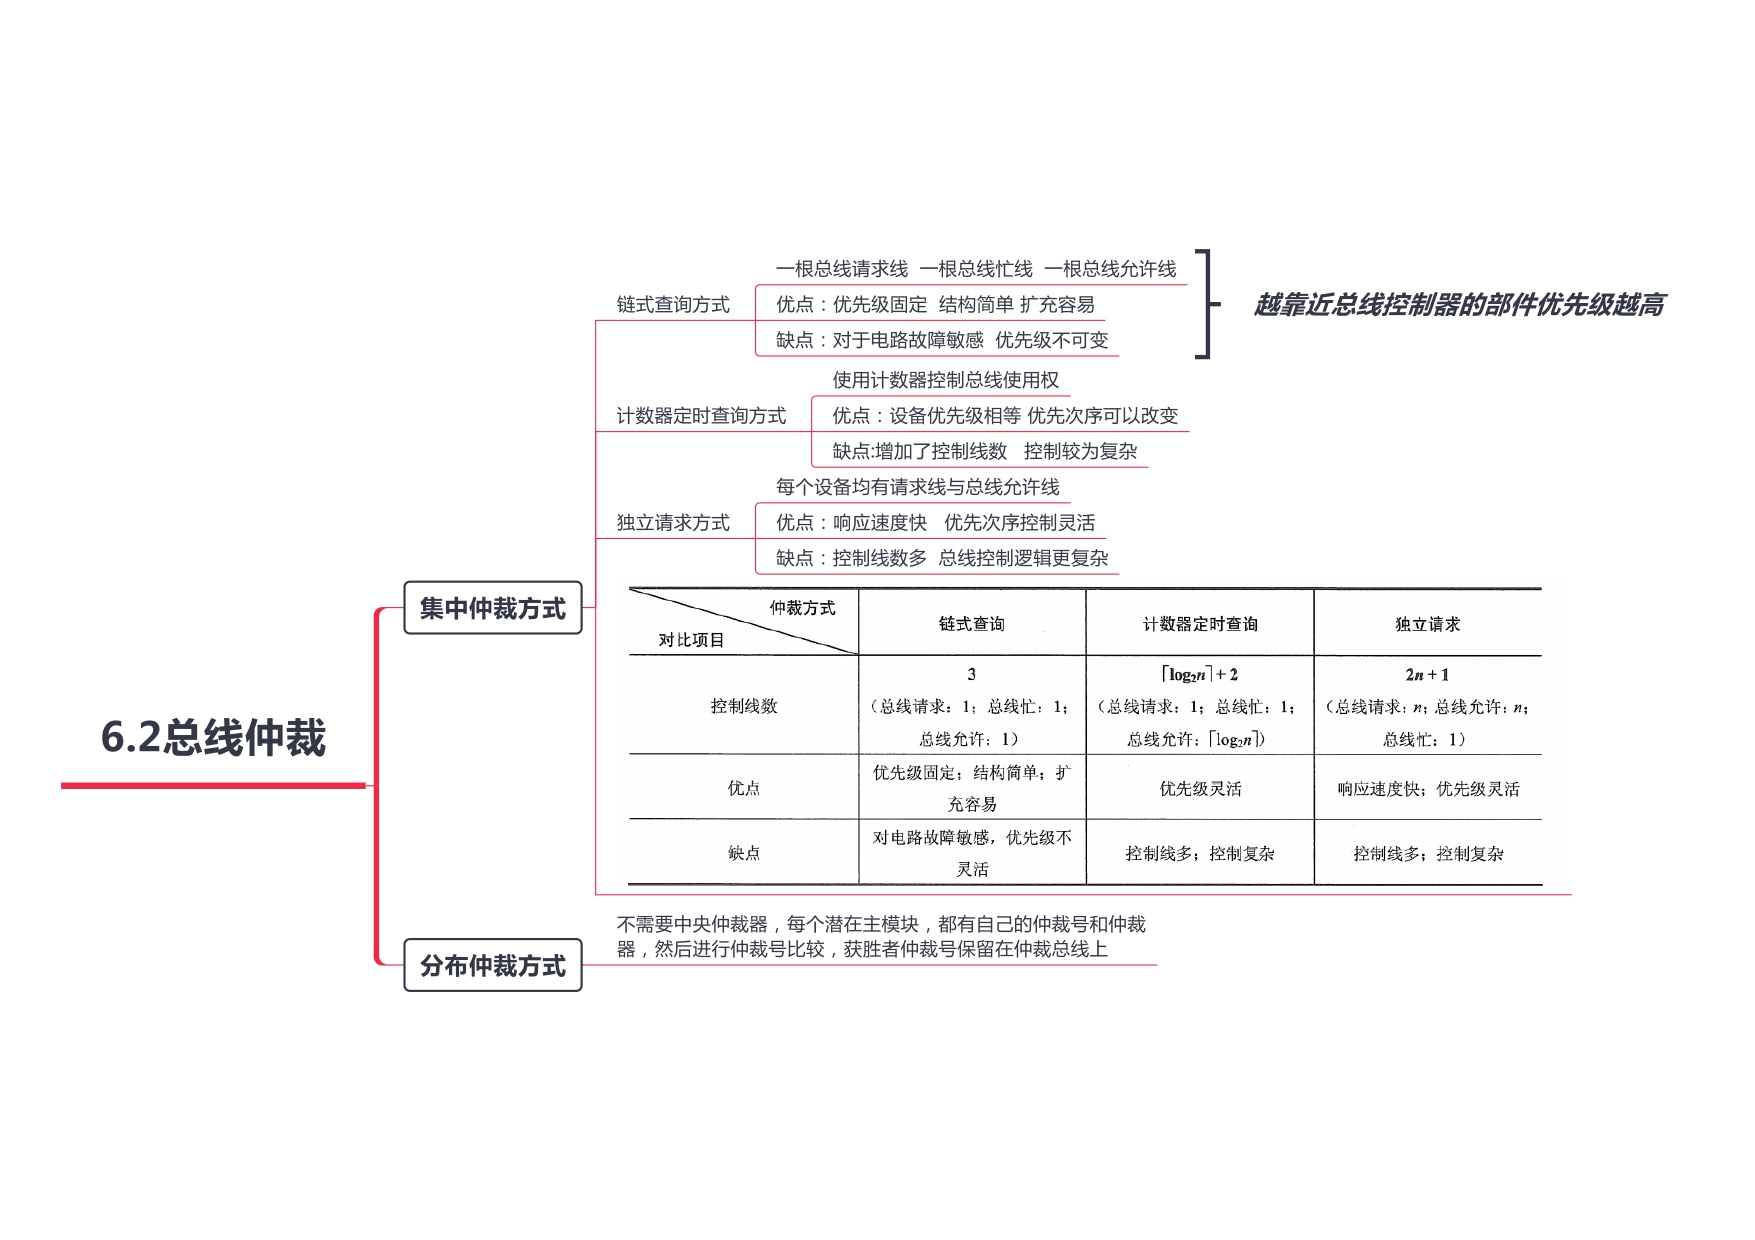 6.2总线仲裁
集中仲裁方式
链式查询方式
一根总线请求线 一根总线忙线 一根总线允许线
优点：优先级固定 结构简单 扩充容易
缺点：对于电路故障敏感 优先级不可变
越靠近总线控制器的部件优先级越高
计数器定时查询方式
使用计数器控制总线使用权
优点：设备优先级相等 优先次序可以改变
缺点:增加了控制线数 控制较为复杂
独立请求方式
每个设备均有请求线与总线允许线
优点：响应速度快 优先次序控制灵活
缺点：控制线数多 总线控制逻辑更复杂
仲裁方式
对比项目
链式查询
计数器定时查询
独立请求
控制线数
3
（总线请求：1；总线忙：1；
总线允许：1）
⌈log₂n⌉+2
（总线请求：1；总线忙：1；
总线允许：⌈log₂n⌉）
2n+1
（总线请求：n；总线允许：n；
总线忙：1）
优点
优先级固定；结构简单；扩
充容易
优先级灵活
响应速度快；优先级灵活
缺点
对电路故障敏感，优先级不
灵活
控制线多；控制复杂
控制线多；控制复杂
分布仲裁方式
不需要中央仲裁器，每个潜在主模块，都有自己的仲裁号和仲裁
器，然后进行仲裁号比较，获胜者仲裁号保留在仲裁总线上